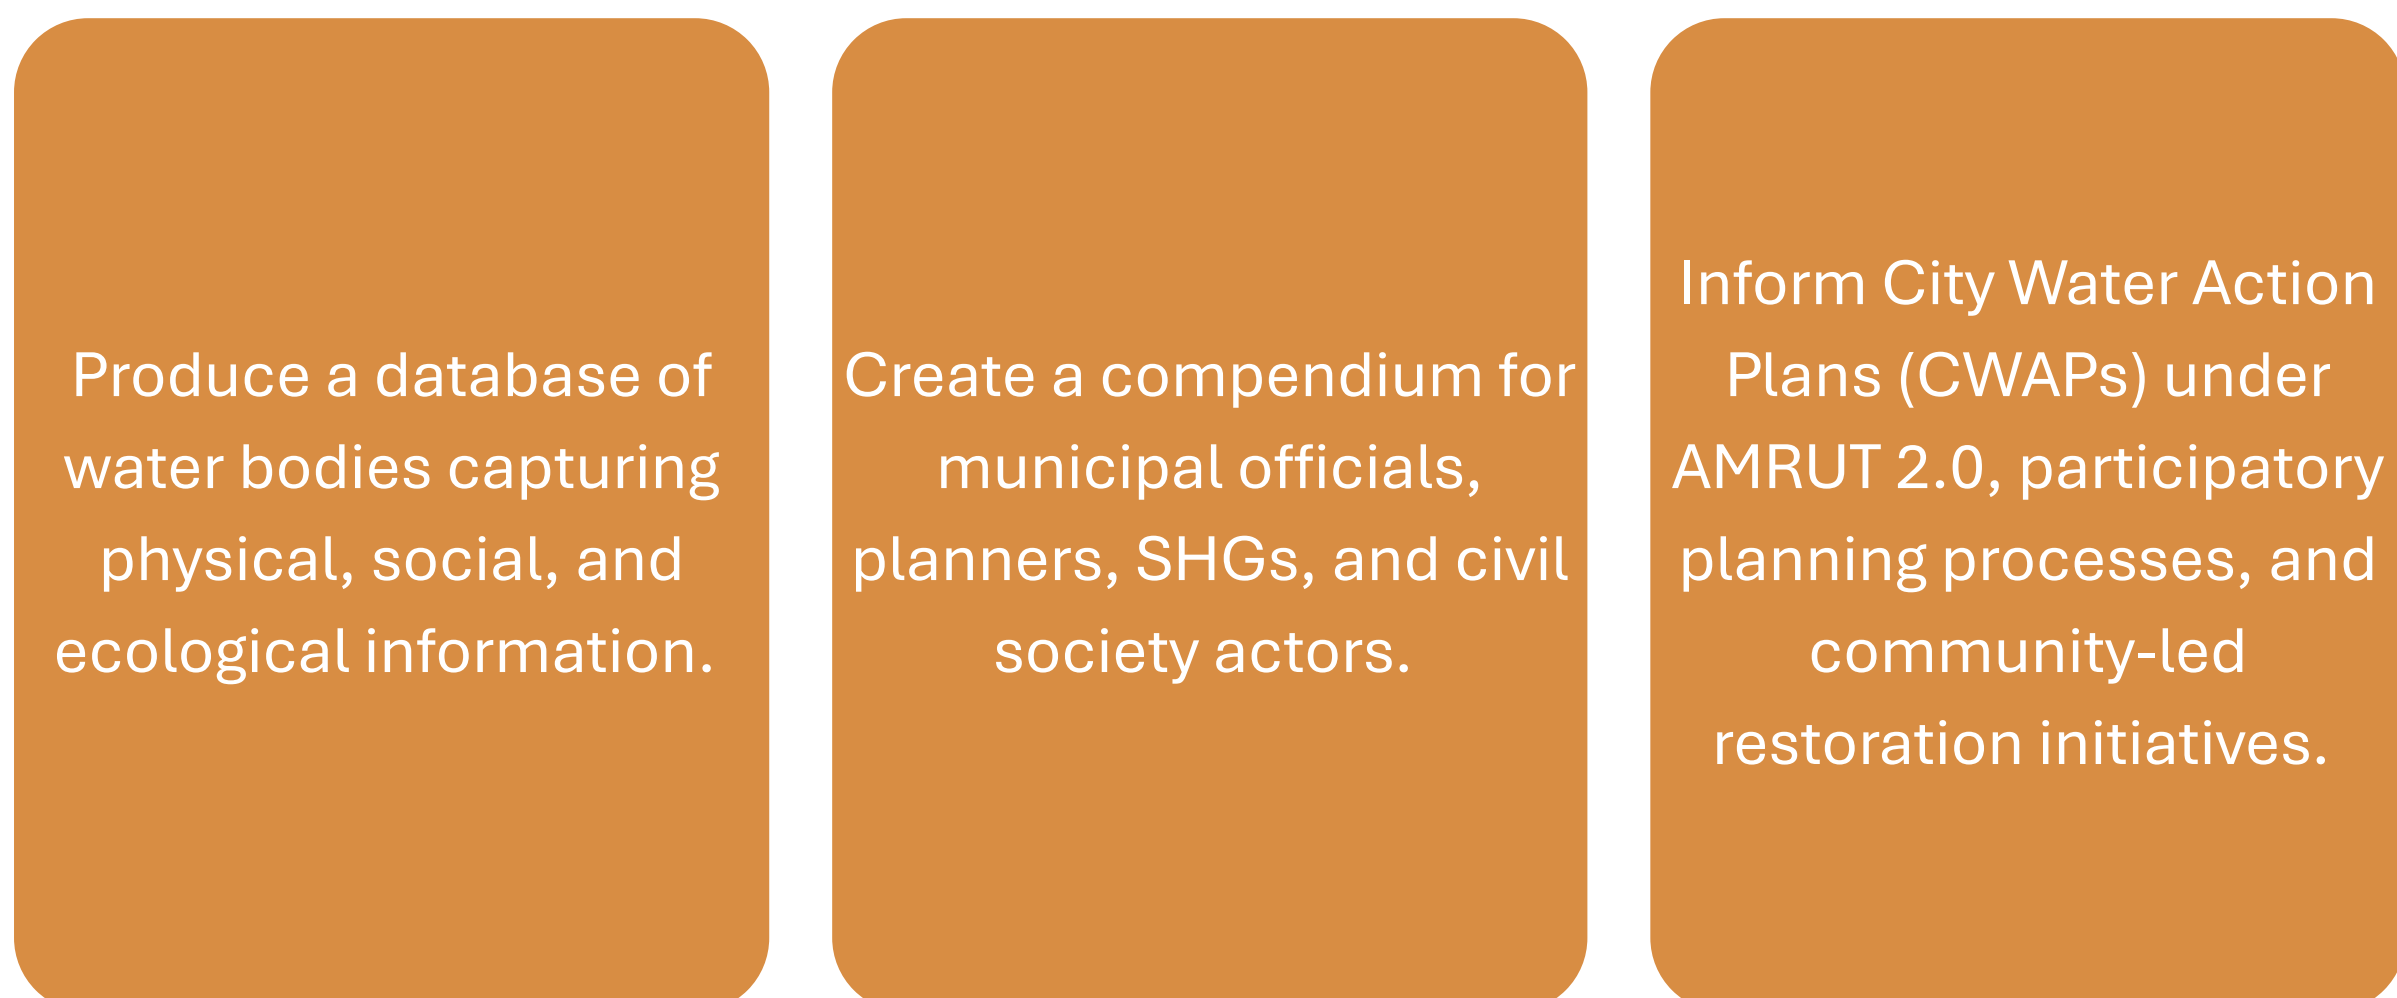 Produce a database of
water bodies capturing
physical, social, and
ecological information.
Create a compendium for
municipal officials,
planners, SHGs, and civil
society actors.
Inform City Water Action
Plans (CWAPs) under
AMRUT 2.0, participatory
planning processes, and
community-led
restoration initiatives.